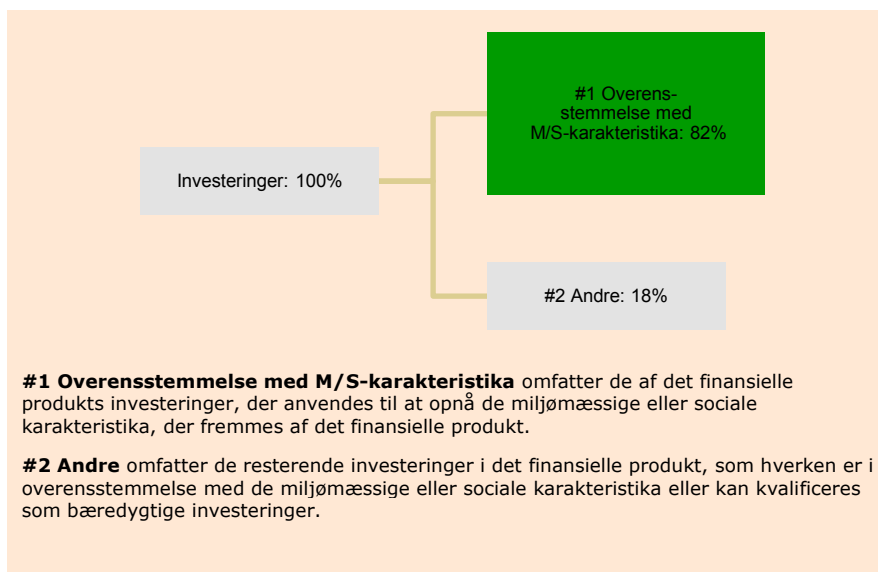 #1 Overens-
stemmelse med
M/S-karakteristika: 82%
Investeringer: 100%
#2 Andre: 18%
#1 Overensstemmelse med M/S-karakteristika omfatter de af det finansielle
produkts investeringer, der anvendes til at opnå de miljømæssige eller sociale
karakteristika, der fremmes af det finansielle produkt.
#2 Andre omfatter de resterende investeringer i det finansielle produkt, som hverken er i
overensstemmelse med de miljømæssige eller sociale karakteristika eller kan kvalificeres
som bæredygtige investeringer.